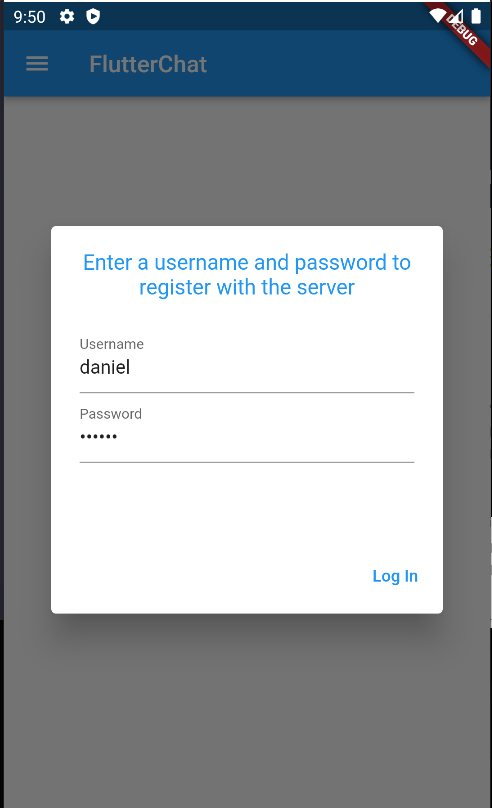 9:50
DEBUG
FlutterChat
Enter a username and password to
register with the server
Username
daniel
Password
••••••
Log In